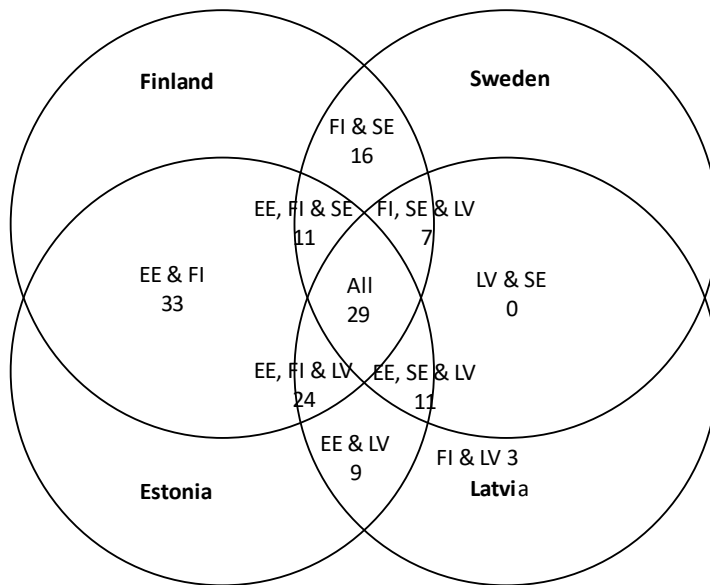 Finland
Sweden
FI & SE
16
EE, FI & SE
11
FI, SE & LV
7
EE & FI
33
All
29
LV & SE
0
EE, FI & LV
24
EE, SE & LV
11
EE & LV
9
FI & LV 3
Estonia
Latvia